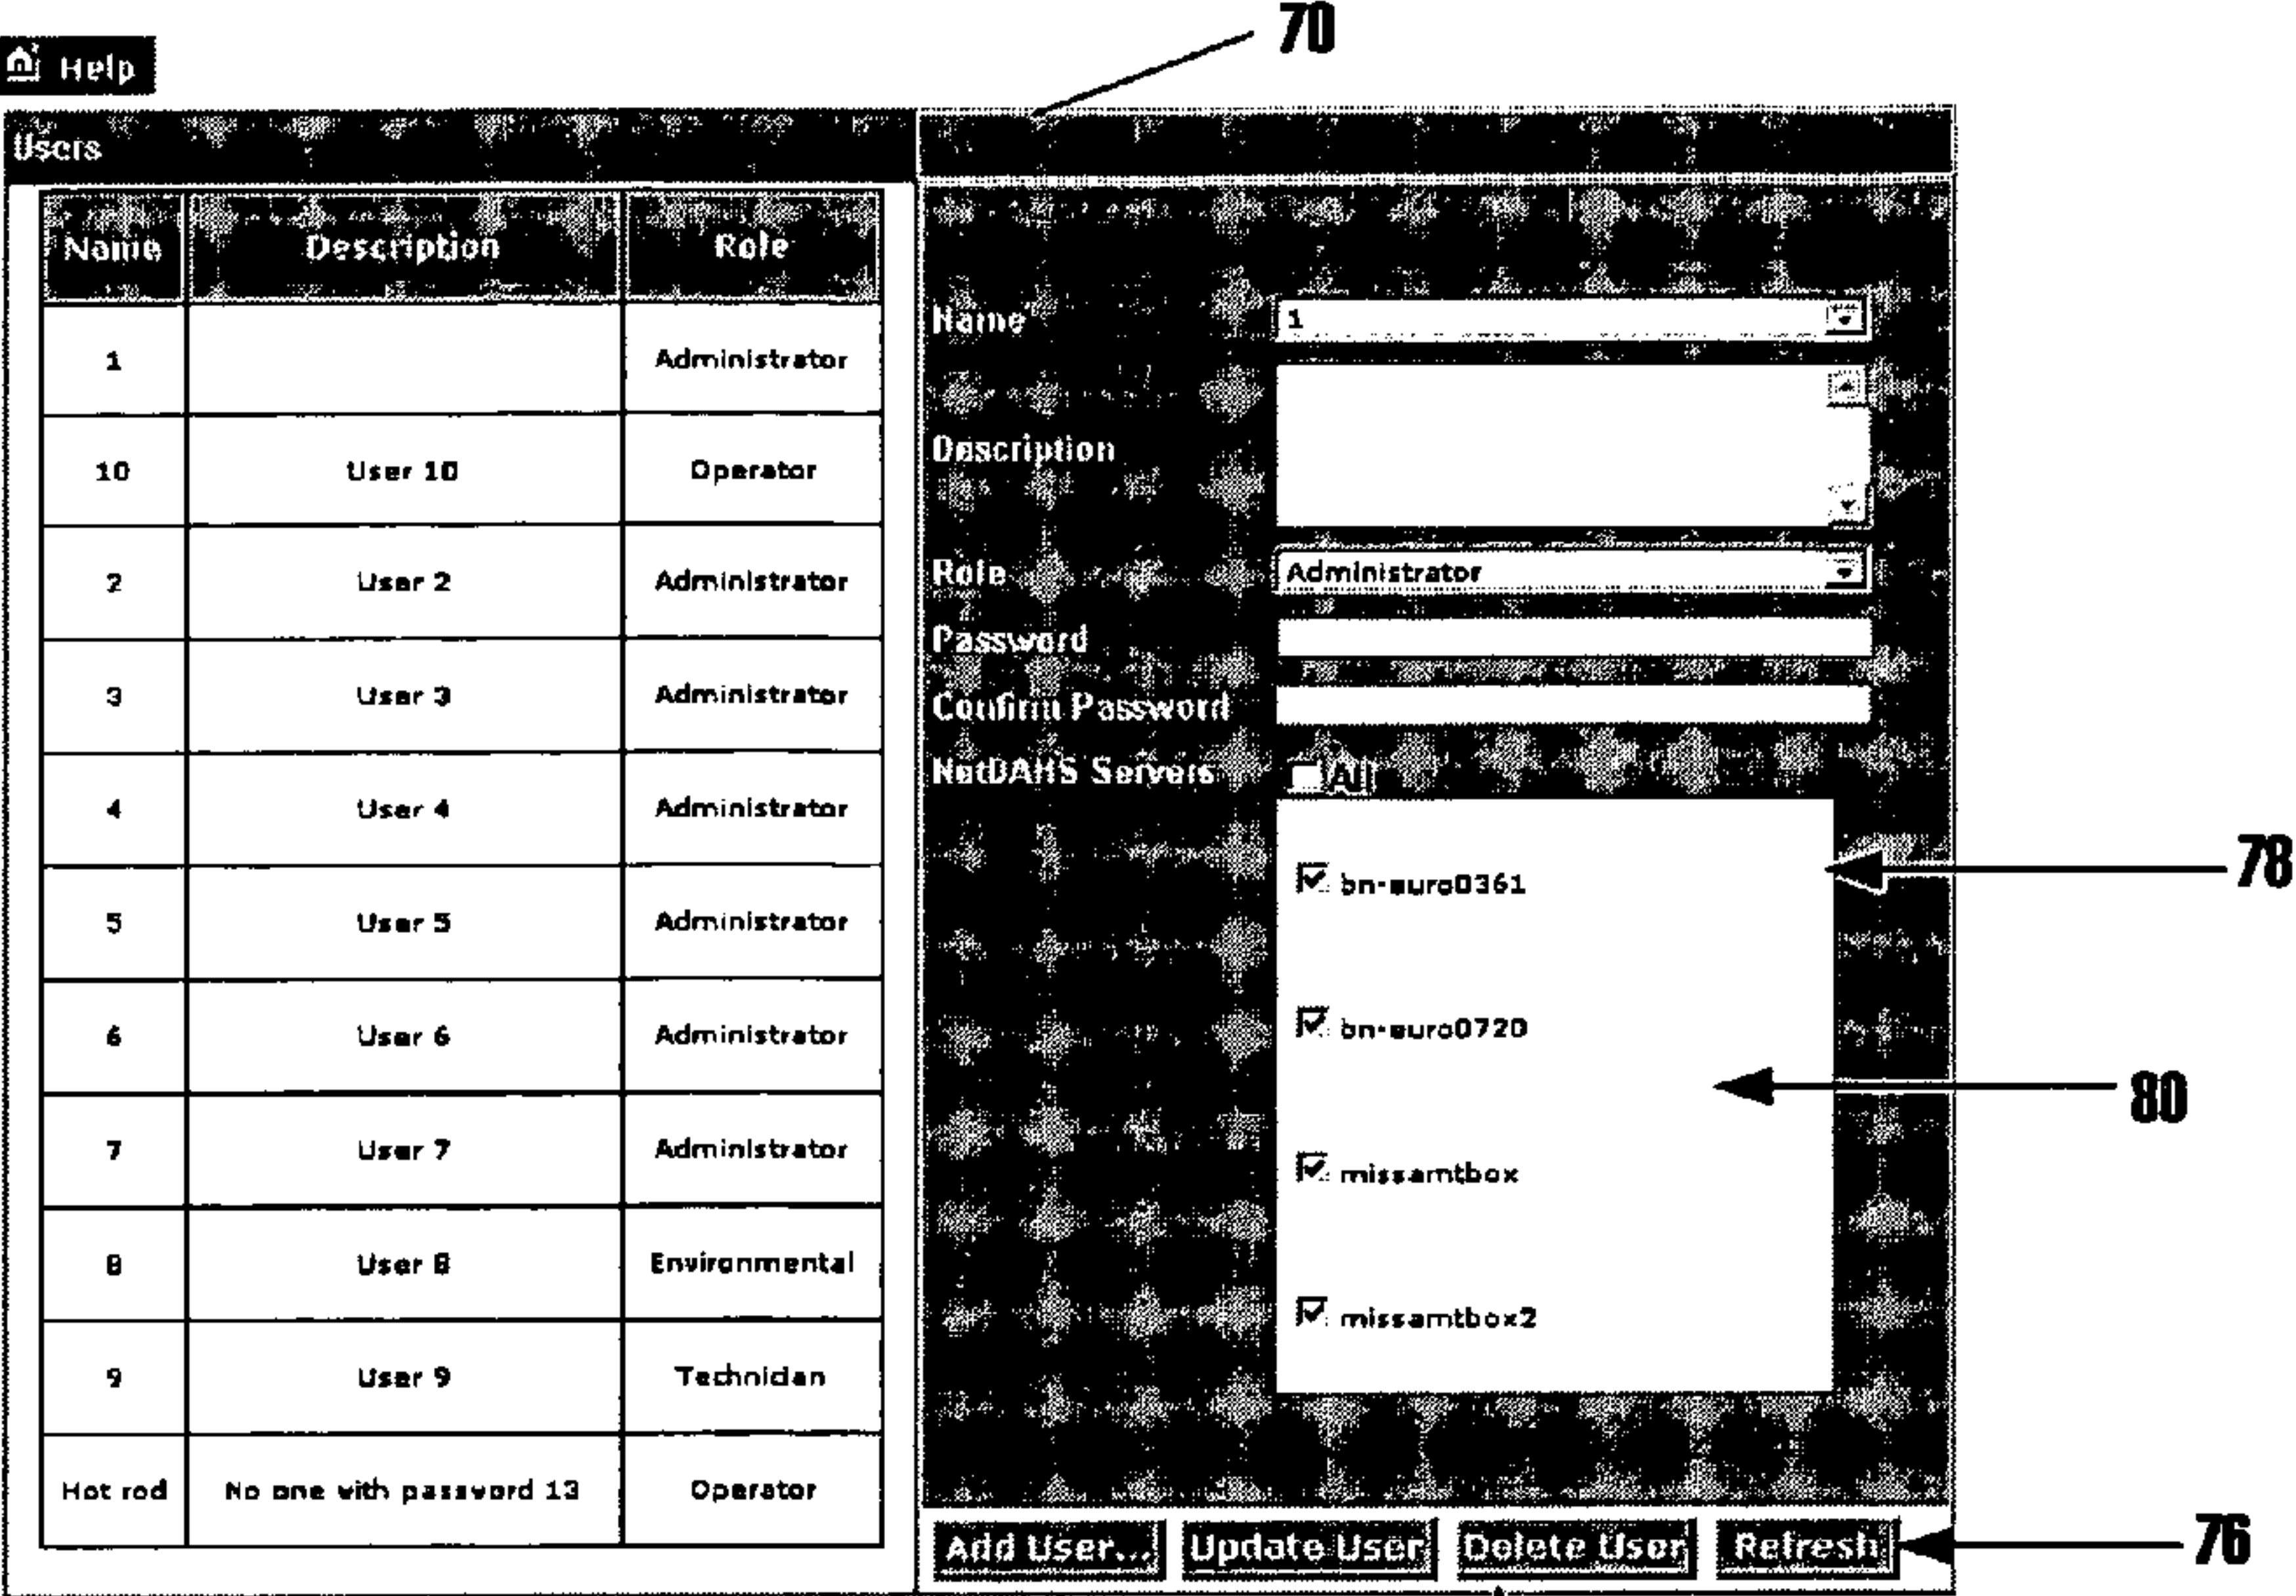 70
Help
Users
Name Description Role
1 Administrator
10 User 10 Operator
2 User 2 Administrator
3 User 3 Administrator
4 User 4 Administrator
5 User 5 Administrator
6 User 6 Administrator
7 User 7 Administrator
8 User 8 Environmental
9 User 9 Technician
Hot rod No one with password 13 Operator
Name 1
Description
Role Administrator
Password
Confirm Password
NetDAHS Servers All
bn-euro0361
78
bn-euro0720
80
missamtbox
missamtbox2
Add User... Update User Delete User Refresh
76